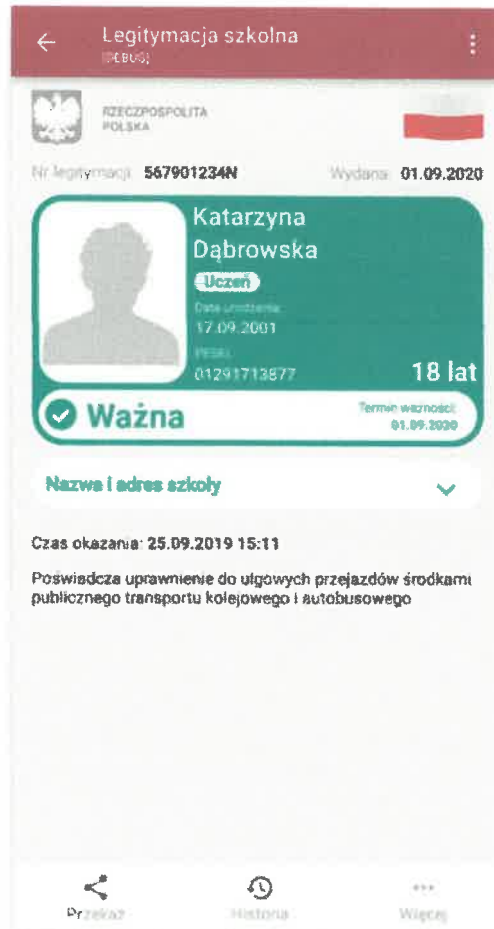 Legitymacja szkolna
[DEBUG]
RZECZPOSPOLITA
POLSKA
Nr legitymacji: 567901234N
Wydana: 01.09.2020
Katarzyna
Dąbrowska
Uczeń
Data urodzenia:
17.09.2001
PESEL:
01291713877
18 lat
Ważna
Termin ważności:
01.09.2030
Nazwa i adres szkoły
Czas okazania: 25.09.2019 15:11
Poświadcza uprawnienie do ulgowych przejazdów środkami
publicznego transportu kolejowego i autobusowego
Przekaż
Historia
Więcej